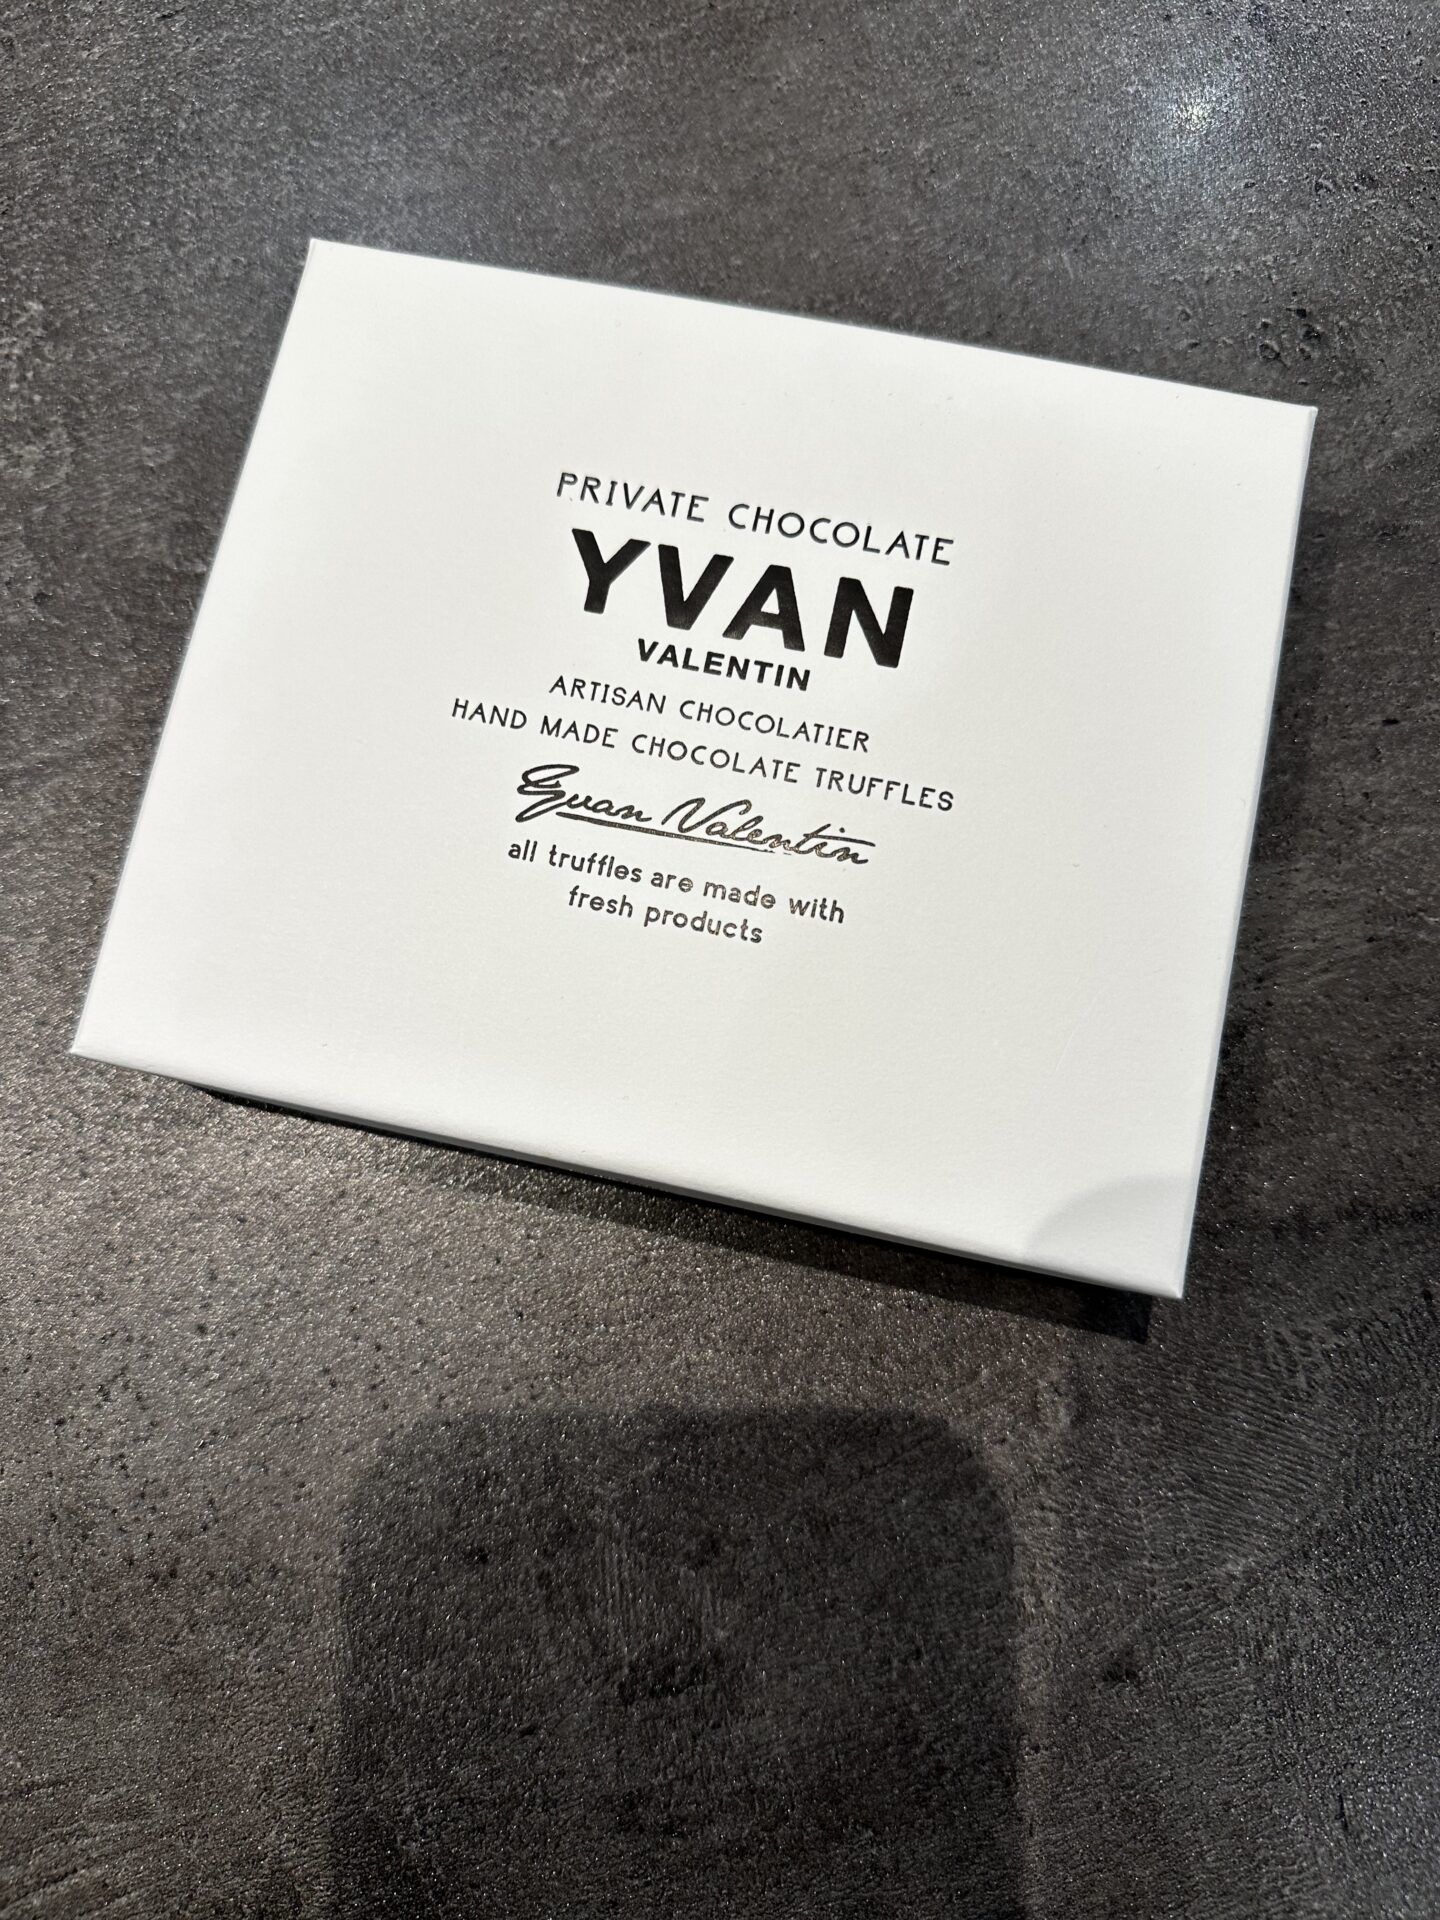 PRIVATE CHOCOLATE
YVAN
VALENTIN
ARTISAN CHOCOLATIER
HAND MADE CHOCOLATE TRUFFLES
Yvan Valentin
all truffles are made with
fresh products